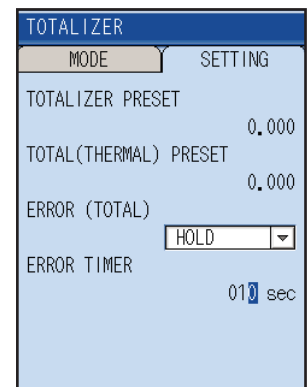 TOTALIZER
MODE SETTING
TOTALIZER PRESET
0.000
TOTAL(THERMAL) PRESET
0.000
ERROR (TOTAL)
HOLD
ERROR TIMER
010 sec